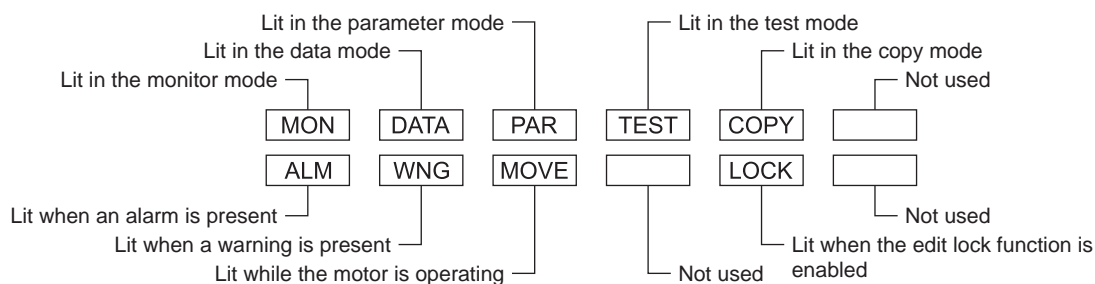 Lit in the parameter mode
Lit in the test mode
Lit in the data mode
Lit in the copy mode
Lit in the monitor mode
Not used
MON DATA PAR TEST COPY
ALM WNG MOVE LOCK
Lit when an alarm is present
Not used
Lit when a warning is present
Lit when the edit lock function is
enabled
Lit while the motor is operating
Not used